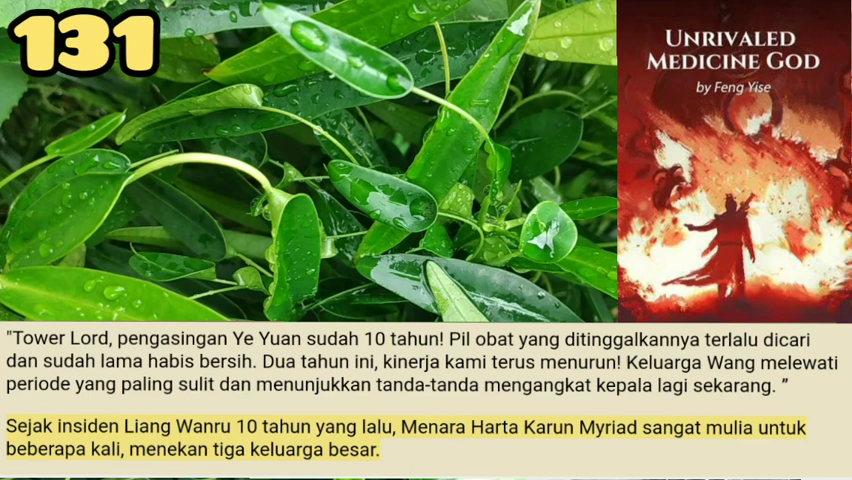 131
UNRIVALED
MEDICINE GOD
by Feng Yise
"Tower Lord, pengasingan Ye Yuan sudah 10 tahun! Pil obat yang ditinggalkannya terlalu dicari
dan sudah lama habis bersih. Dua tahun ini, kinerja kami terus menurun! Keluarga Wang melewati
periode yang paling sulit dan menunjukkan tanda-tanda mengangkat kepala lagi sekarang. ”
Sejak insiden Liang Wanru 10 tahun yang lalu, Menara Harta Karun Myriad sangat mulia untuk
beberapa kali, menekan tiga keluarga besar.